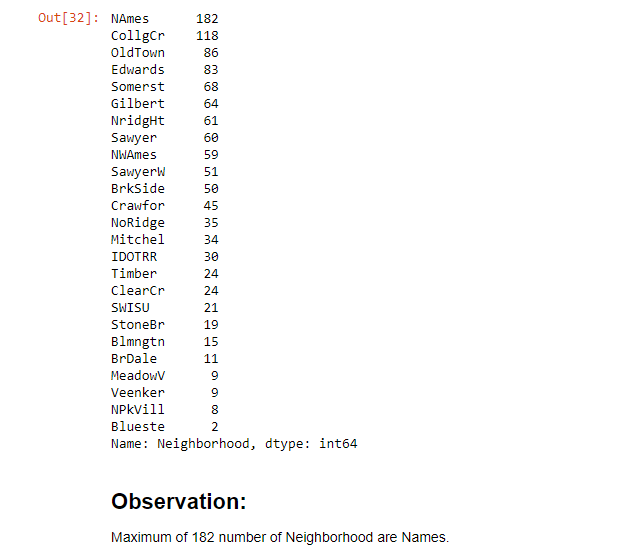 Out[32]: NAmes 182
CollgCr 118
OldTown 86
Edwards 83
Somerst 68
Gilbert 64
NridgHt 61
Sawyer 60
NWAmes 59
SawyerW 51
BrkSide 50
Crawfor 45
NoRidge 35
Mitchel 34
IDOTRR 30
Timber 24
ClearCr 24
SWISU 21
StoneBr 19
Blmngtn 15
BrDale 11
MeadowV 9
Veenker 9
NPkVill 8
Blueste 2
Name: Neighborhood, dtype: int64
Observation:
Maximum of 182 number of Neighborhood are Names.